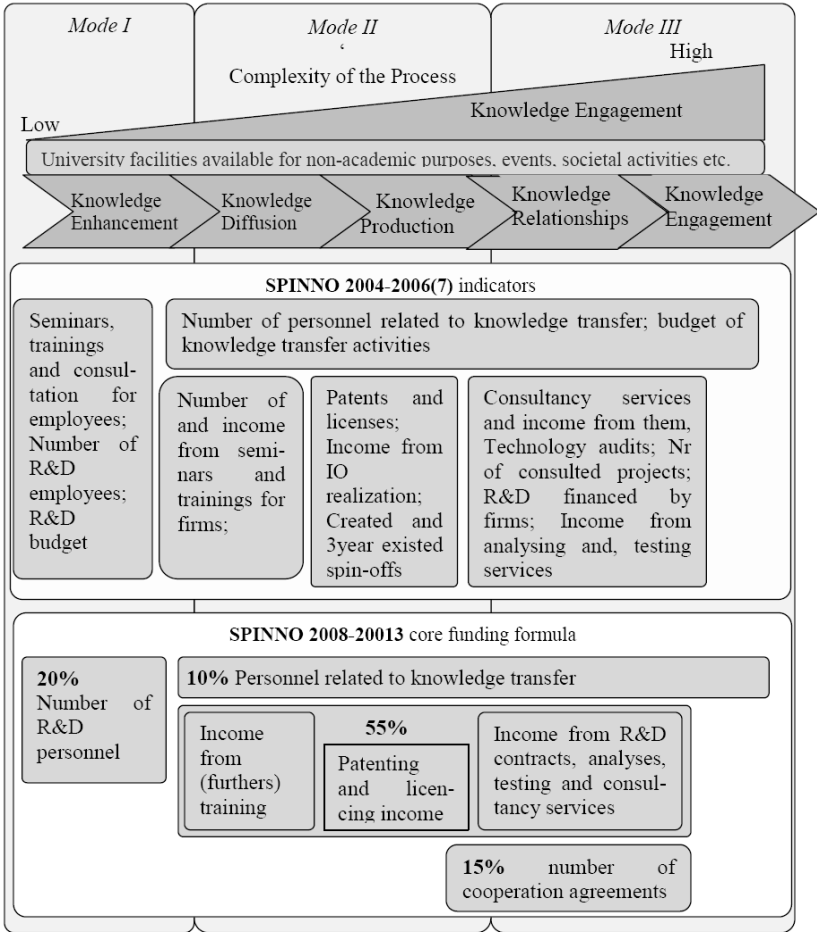 Mode I
Mode II
Mode III
‘
High
Complexity of the Process
Knowledge Engagement
Low
University facilities available for non-academic purposes, events, societal activities etc.
Knowledge
Enhancement
Knowledge
Diffusion
Knowledge
Production
Knowledge
Relationships
Knowledge
Engagement
SPINNO 2004-2006(7) indicators
Seminars,
trainings
and consul-
tation for
employees;
Number of
R&D
employees;
R&D
budget
Number of personnel related to knowledge transfer; budget of
knowledge transfer activities
Number of
and income
from semi-
nars and
trainings for
firms;
Patents and
licenses;
Income from
IO
realization;
Created and
3year existed
spin-offs
Consultancy services
and income from them,
Technology audits; Nr
of consulted projects;
R&D financed by
firms; Income from
analysing and, testing
services
SPINNO 2008-20013 core funding formula
20%
Number of
R&D
personnel
10% Personnel related to knowledge transfer
55%
Income
from
(furthers)
training
Patenting
and licen-
cing income
Income from R&D
contracts, analyses,
testing and consul-
tancy services
15% number of
cooperation agreements